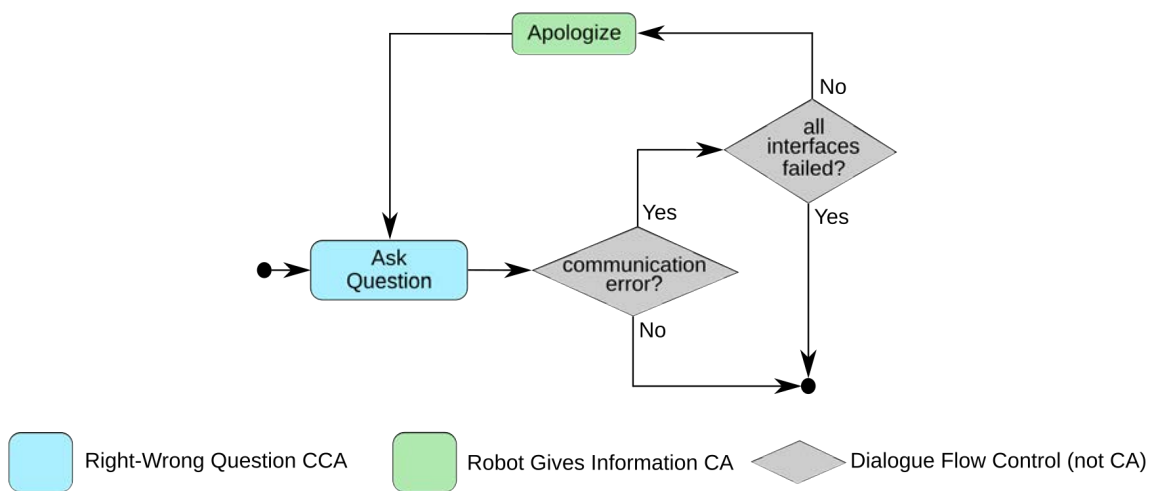 Apologize
No
all
interfaces
failed?
Yes
Yes
Ask
Question
communication
error?
No
Right-Wrong Question CCA
Robot Gives Information CA
Dialogue Flow Control (not CA)